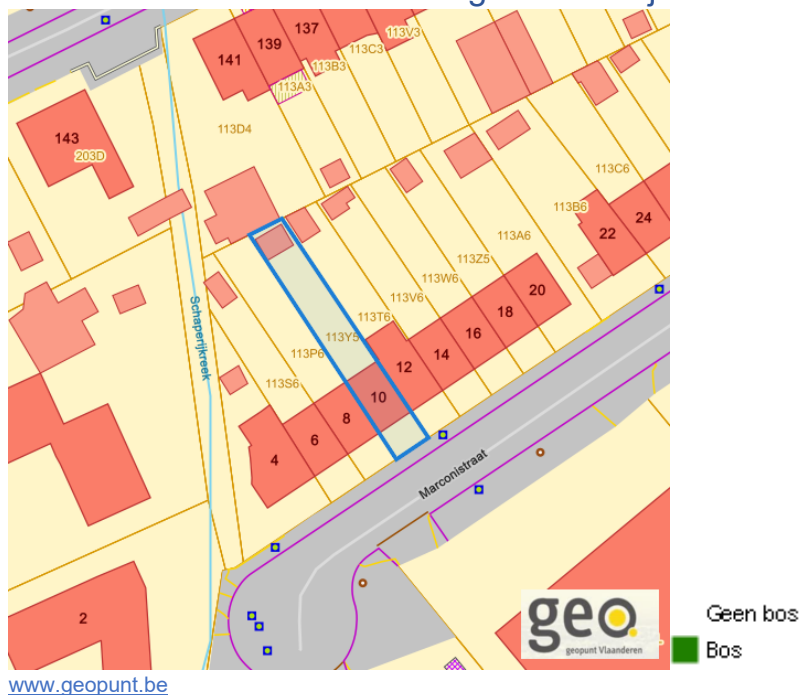 141
139
137
113V3
113C3
113B3
113A3
113D4
143
203D
113C6
113B6
24
22
113A6
113Z5
113W6
113V6
113T6
113Y5
113P6
113S6
20
18
16
14
12
10
8
6
4
Schaperijkreek
Marconistraat
2
geo
geopunt Vlaanderen
Geen bos
Bos
www.geopunt.be